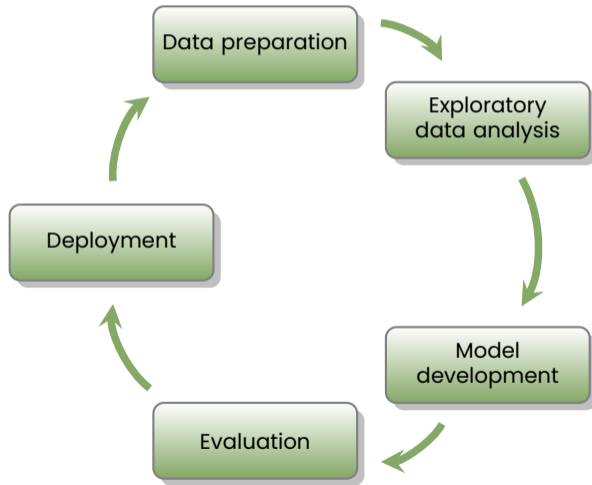 Data preparation
Exploratory
data analysis
Model
development
Evaluation
Deployment